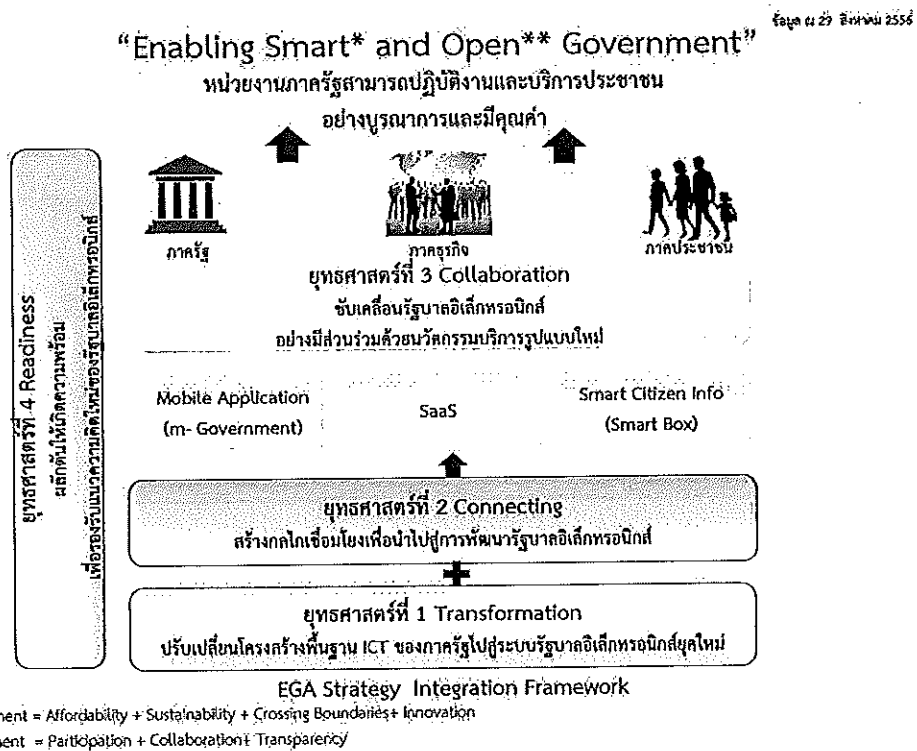 ข้อมูล ณ 29 สิงหาคม 2556
“Enabling Smart* and Open** Government”
หน่วยงานภาครัฐสามารถปฏิบัติงานและบริการประชาชน
อย่างบูรณาการและมีคุณค่า
ภาครัฐ
ภาคธุรกิจ
ภาคประชาชน
ยุทธศาสตร์ที่ 3 Collaboration
ขับเคลื่อนรัฐบาลอิเล็กทรอนิกส์
อย่างมีส่วนร่วมด้วยนวัตกรรมบริการรูปแบบใหม่
ยุทธศาสตร์ที่ 4 Readiness
ผลักดันให้เกิดความพร้อม
เพื่อรองรับแนวความคิดใหม่ของรัฐบาลอิเล็กทรอนิกส์
Mobile Application
(m- Government)
SaaS
Smart Citizen Info
(Smart Box)
ยุทธศาสตร์ที่ 2 Connecting
สร้างกลไกเชื่อมโยงเพื่อนำไปสู่การพัฒนารัฐบาลอิเล็กทรอนิกส์
ยุทธศาสตร์ที่ 1 Transformation
ปรับเปลี่ยนโครงสร้างพื้นฐาน ICT ของภาครัฐไปสู่ระบบรัฐบาลอิเล็กทรอนิกส์ยุคใหม่
EGA Strategy Integration Framework
ment = Affordability + Sustainability + Crossing Boundaries+ Innovation
ment = Participation + Collaboration+ Transparency